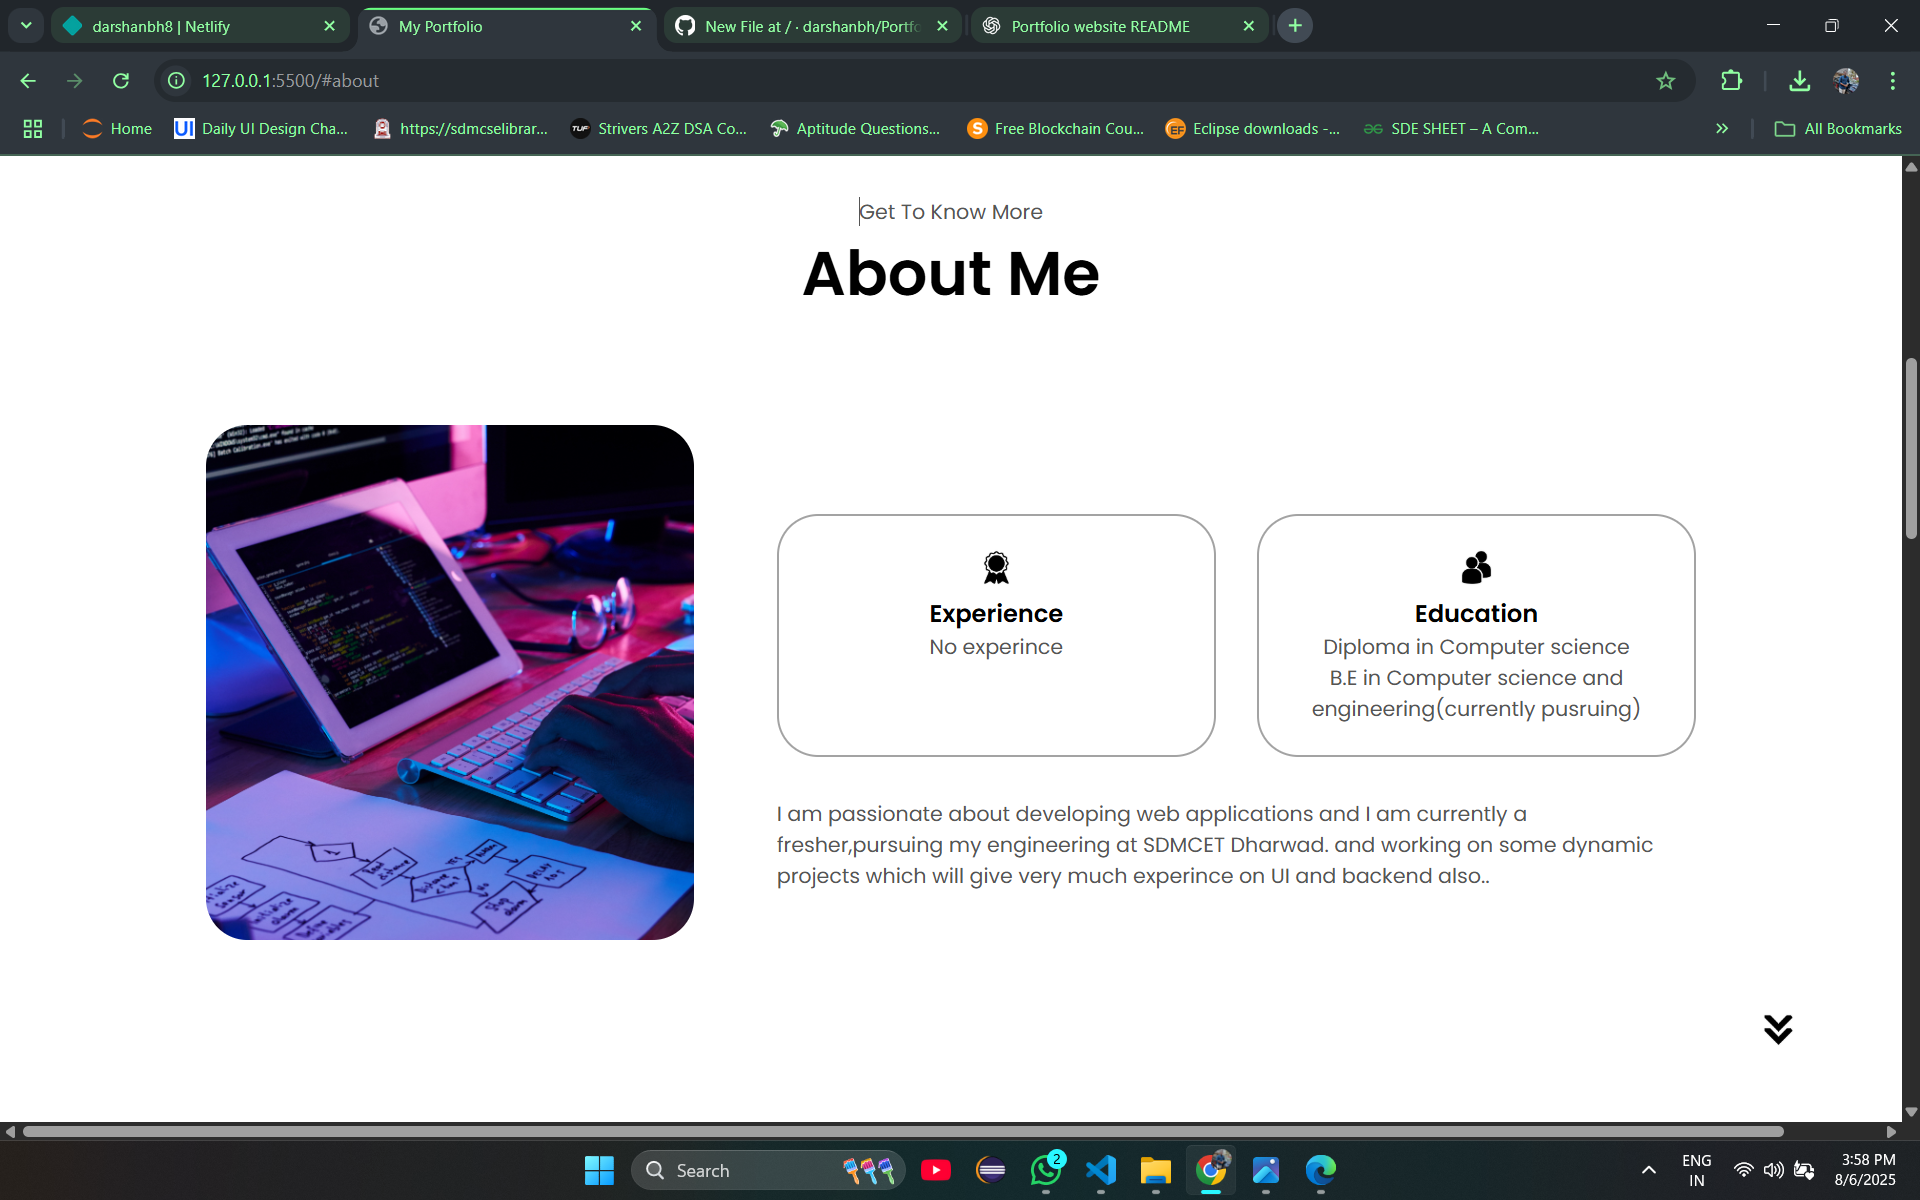 darshanbh8 | Netlify
My Portfolio
New File at / · darshanbh/Portfo
Portfolio website README
127.0.0.1:5500/#about
Home
UI
Daily UI Design Cha...
https://sdmcselibrar...
TUF
Strivers A2Z DSA Co...
Aptitude Questions...
S
Free Blockchain Cou...
EF
Eclipse downloads -...
SDE SHEET – A Com...
All Bookmarks
Get To Know More
About Me
Experience
No experince
Education
Diploma in Computer science
B.E in Computer science and
engineering(currently pusruing)
I am passionate about developing web applications and I am currently a
fresher,pursuing my engineering at SDMCET Dharwad. and working on some dynamic
projects which will give very much experince on UI and backend also..
Search
2
ENG
IN
3:58 PM
8/6/2025